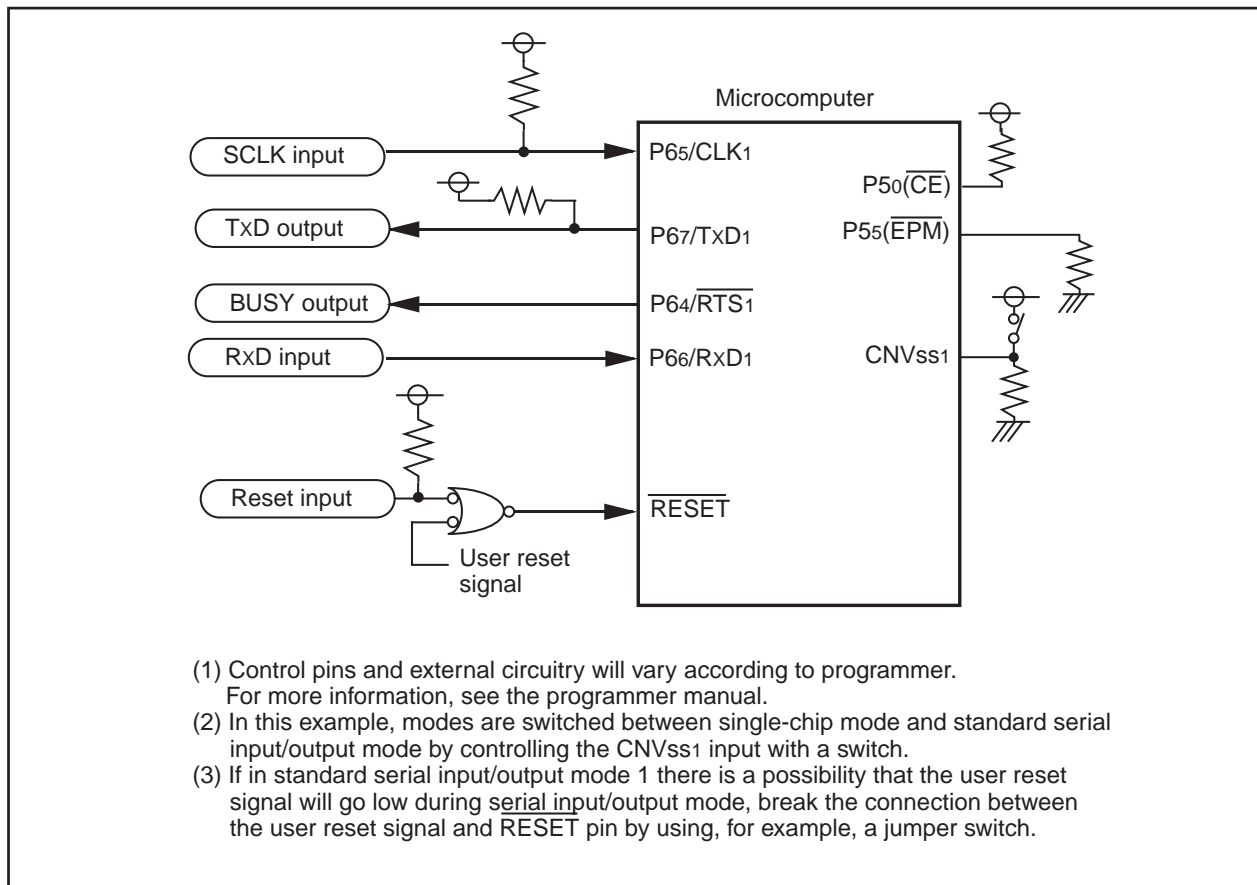 Microcomputer
SCLK input
P65/CLK1
P50(CE)
TxD output
P67/TxD1
P55(EPM)
BUSY output
P64/RTS1
RxD input
P66/RxD1
CNVss1
Reset input
RESET
User reset
signal
(1) Control pins and external circuitry will vary according to programmer.
For more information, see the programmer manual.
(2) In this example, modes are switched between single-chip mode and standard serial
input/output mode by controlling the CNVss1 input with a switch.
(3) If in standard serial input/output mode 1 there is a possibility that the user reset
signal will go low during serial input/output mode, break the connection between
the user reset signal and RESET pin by using, for example, a jumper switch.